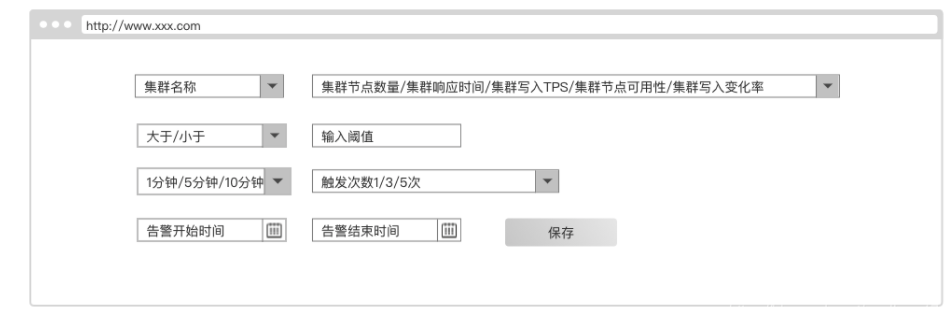 http://www.xxx.com
集群名称
集群节点数量/集群响应时间/集群写入TPS/集群节点可用性/集群写入变化率
大于/小于
输入阈值
1分钟/5分钟/10分钟
触发次数1/3/5次
告警开始时间
告警结束时间
保存